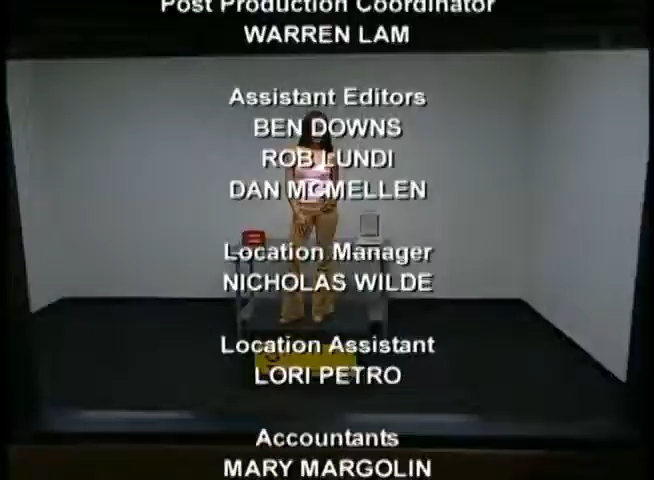 Post Production Coordinator
WARREN LAM
Assistant Editors
BEN DOWNS
ROB LUNDI
DAN MCMELLEN
Location Manager
NICHOLAS WILDE
Location Assistant
LORI PETRO
Accountants
MARY MARGOLIN